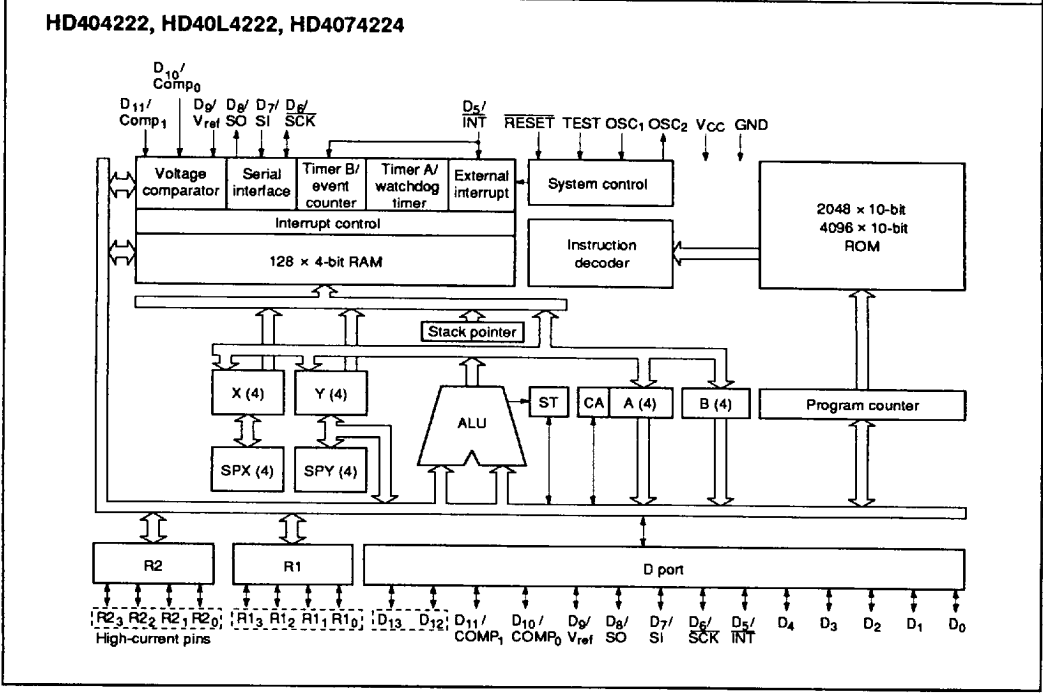 HD404222, HD40L4222, HD4074224
D10/
Comp0
D11/
Comp1
D9/
Vref
D8/
SO
D7/
SI
D6/
SCK
D5/
INT
RESET TEST OSC1 OSC2 VCC GND
Voltage
comparator
Serial
interface
Timer B/
event
counter
Timer A/
watchdog
timer
External
interrupt
System control
2048 × 10-bit
4096 × 10-bit
ROM
Interrupt control
Instruction
decoder
128 × 4-bit RAM
Stack pointer
X (4)
Y (4)
ALU
ST
CA
A (4)
B (4)
Program counter
SPX (4)
SPY (4)
R2
R1
D port
R23 R22 R21 R20
R13 R12 R11 R10
D13
D12
D11/
COMP1
D10/
COMP0
D9/
Vref
D8/
SO
D7/
SI
D6/
SCK
D5/
INT
D4
D3
D2
D1
D0
High-current pins